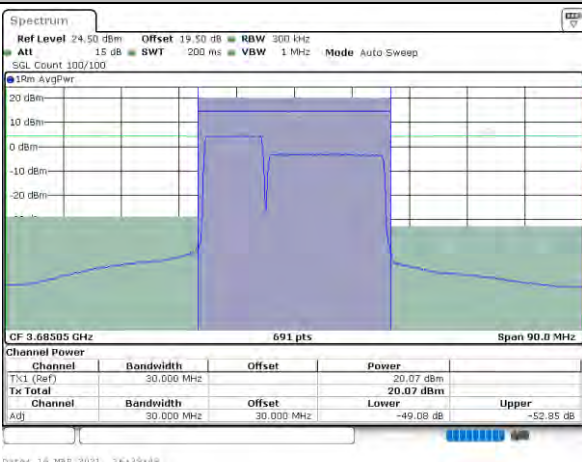 Spectrum
Ref Level 24.50 dBm Offset 19.50 dB RBW 300 kHz
Att 15 dB SWT 200 ms VBW 1 MHz Mode Auto Sweep
SGL Count 100/100
1Rm AvgPwr
20 dBm
10 dBm
0 dBm
-10 dBm
-20 dBm
CF 3.68505 GHz 691 pts Span 90.0 MHz
Channel Power
Channel Bandwidth Offset Power
TX1 (Ref) 30.000 MHz 20.07 dBm
Tx Total 20.07 dBm
Channel Bandwidth Offset Lower Upper
Adj 30.000 MHz 30.000 MHz -49.08 dB -52.85 dB